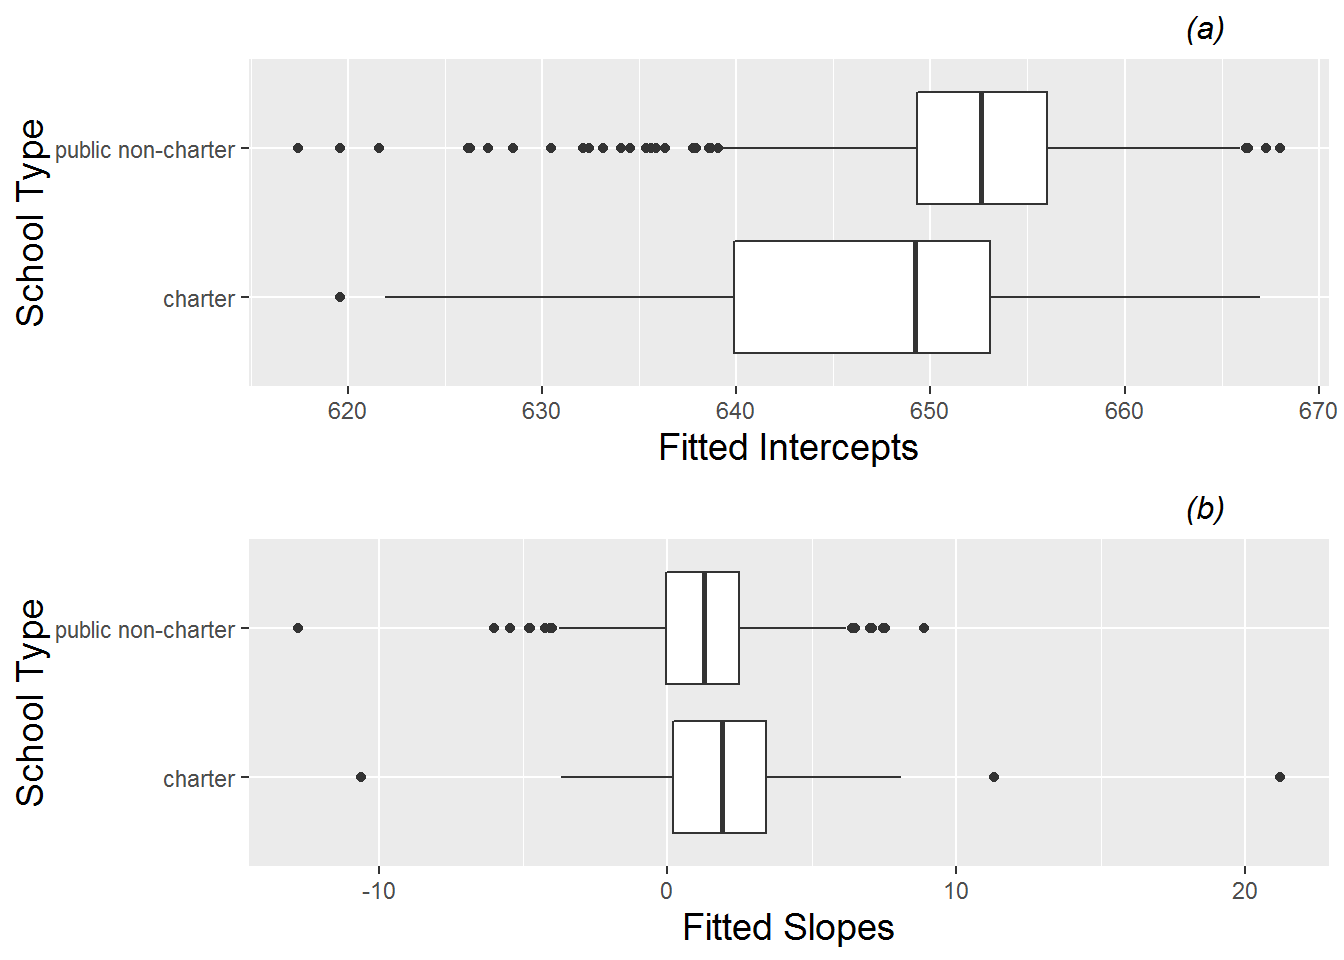 (a)
School Type
public non-charter
charter
620 630 640 650 660 670
Fitted Intercepts
(b)
School Type
public non-charter
charter
-10 0 10 20
Fitted Slopes